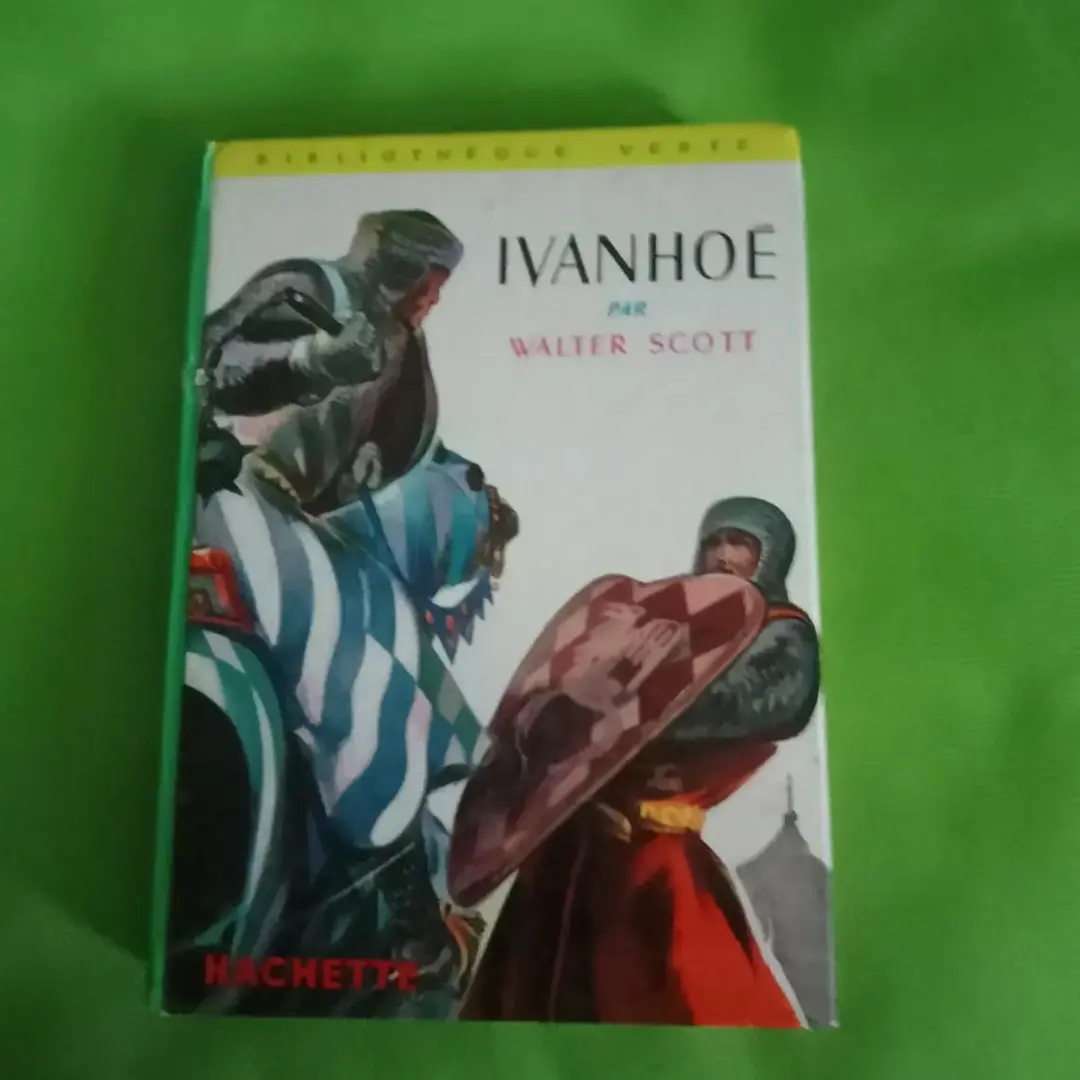 BIBLIOTHÈQUE VERTE
IVANHOÉ
PAR
WALTER SCOTT
HACHETTE